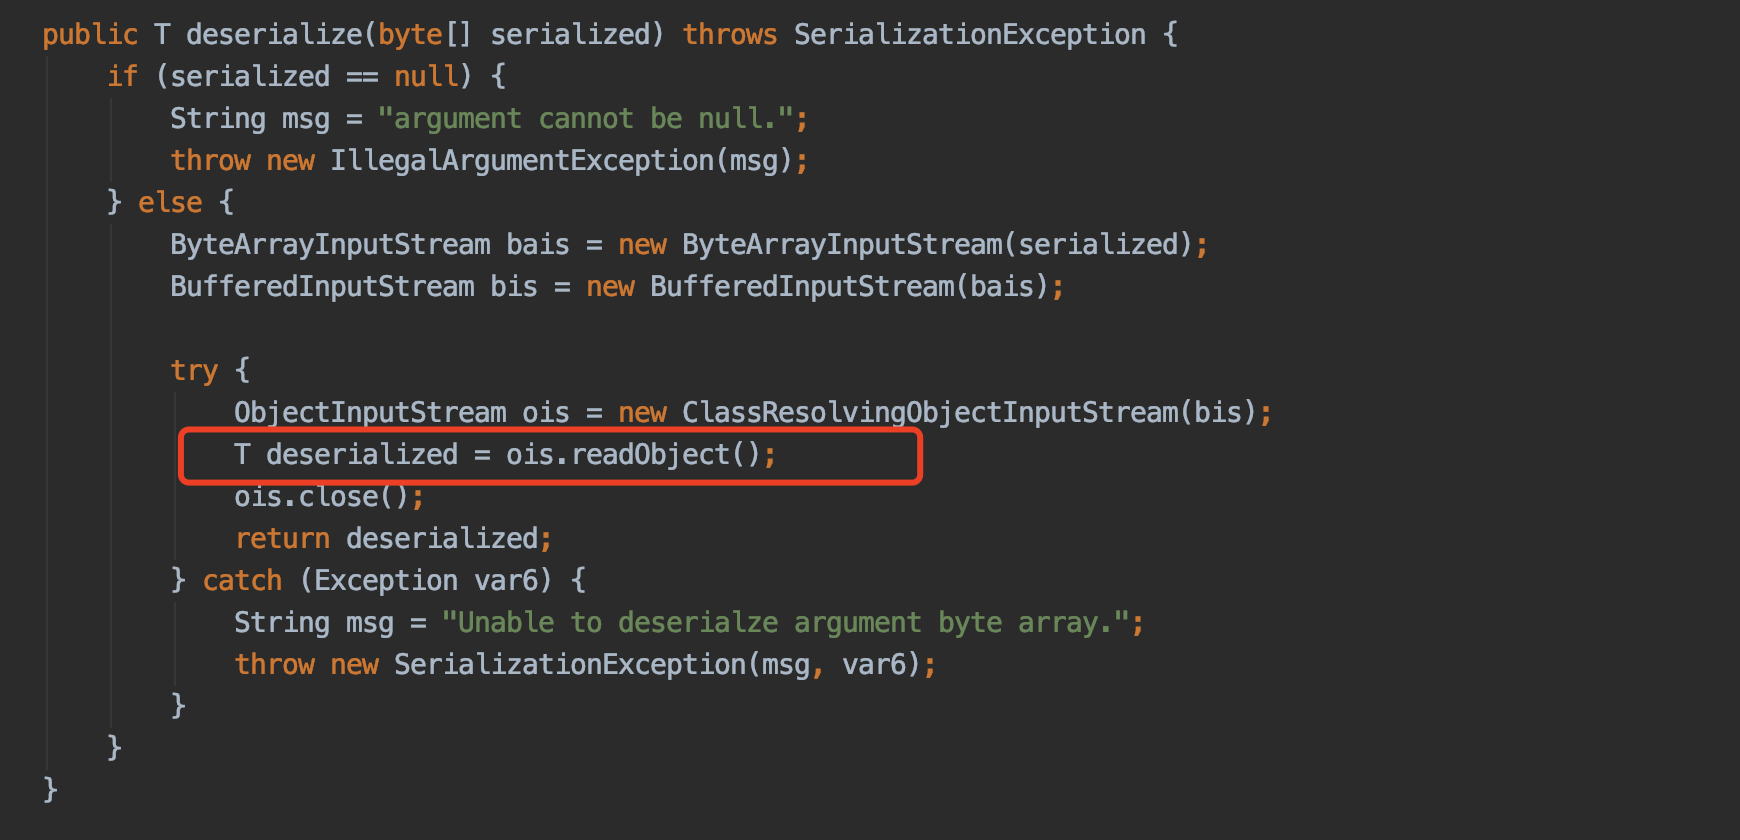 public T deserialize(byte[] serialized) throws SerializationException {
if (serialized == null) {
String msg = "argument cannot be null.";
throw new IllegalArgumentException(msg);
} else {
ByteArrayInputStream bais = new ByteArrayInputStream(serialized);
BufferedInputStream bis = new BufferedInputStream(bais);
try {
ObjectInputStream ois = new ClassResolvingObjectInputStream(bis);
T deserialized = ois.readObject();
ois.close();
return deserialized;
} catch (Exception var6) {
String msg = "Unable to deserialze argument byte array.";
throw new SerializationException(msg, var6);
}
}
}